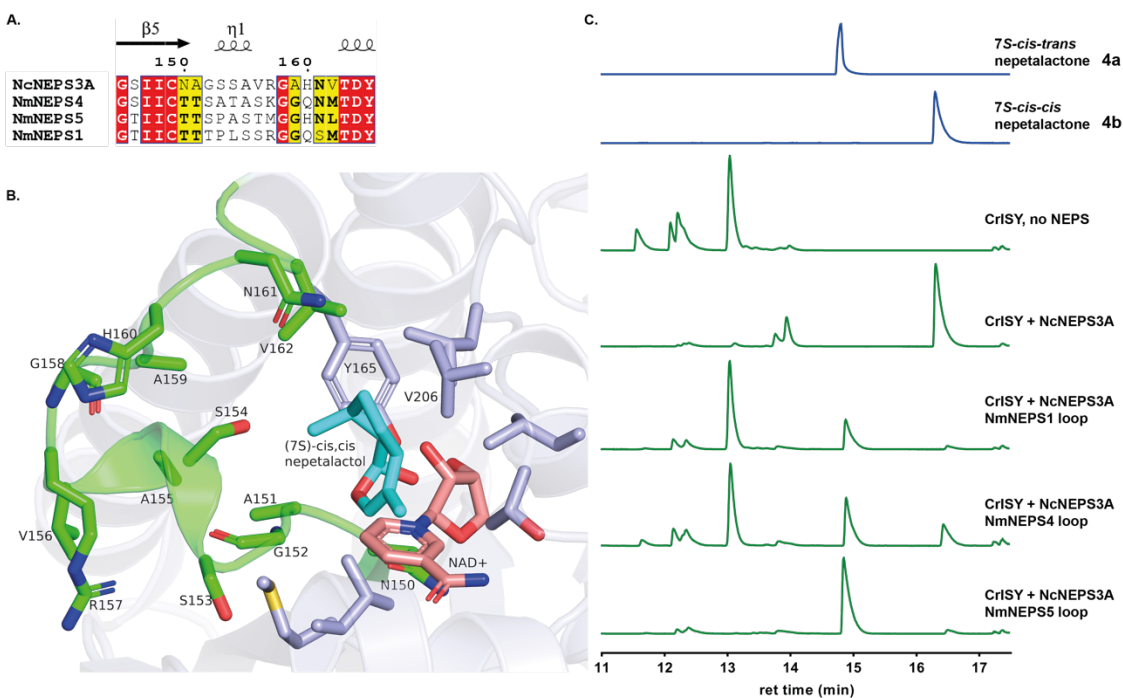 A.
β5 η1
150 160
NcNEPS3A GSIICNAGSSAVRGAHNVTDY
NmNEPS4 GSIICTTSATASKGGQNMTDY
NmNEPS5 GTIICTTSPASTMGGHNLTDY
NmNEPS1 GTIICTTTPLSSRGGQSMTDY
B.
N161
H160
V162
G158
Y165
A159
V206
S154
(7S)-cis,cis
nepetalactol
A155
A151
V156
G152
NAD+
N150
R157
S153
C.
7S-cis-trans
nepetalactone 4a
7S-cis-cis
nepetalactone 4b
CrISY, no NEPS
CrISY + NcNEPS3A
CrISY + NcNEPS3A
NmNEPS1 loop
CrISY + NcNEPS3A
NmNEPS4 loop
CrISY + NcNEPS3A
NmNEPS5 loop
11 12 13 14 15 16 17
ret time (min)